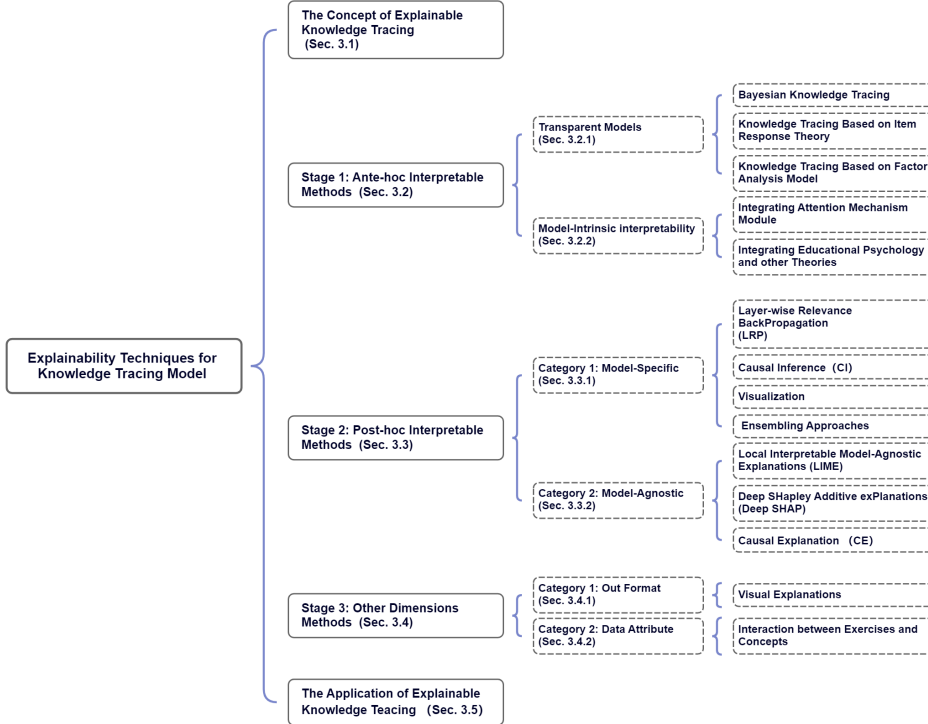 The Concept of Explainable
Knowledge Tracing
(Sec. 3.1)
Bayesian Knowledge Tracing
Transparent Models
(Sec. 3.2.1)
Knowledge Tracing Based on Item
Response Theory
Stage 1: Ante-hoc Interpretable
Methods (Sec. 3.2)
Knowledge Tracing Based on Factor
Analysis Model
Integrating Attention Mechanism
Module
Model-Intrinsic interpretability
(Sec. 3.2.2)
Integrating Educational Psychology
and other Theories
Explainability Techniques for
Knowledge Tracing Model
Layer-wise Relevance
BackPropagation
(LRP)
Category 1: Model-Specific
(Sec. 3.3.1)
Causal Inference（CI）
Visualization
Ensembling Approaches
Stage 2: Post-hoc Interpretable
Methods (Sec. 3.3)
Local Interpretable Model-Agnostic
Explanations (LIME)
Category 2: Model-Agnostic
(Sec. 3.3.2)
Deep SHapley Additive exPlanations
(Deep SHAP)
Causal Explanation （CE）
Stage 3: Other Dimensions
Methods (Sec. 3.4)
Category 1: Out Format
(Sec. 3.4.1)
Visual Explanations
Category 2: Data Attribute
(Sec. 3.4.2)
Interaction between Exercises and
Concepts
The Application of Explainable
Knowledge Teacing （Sec. 3.5）